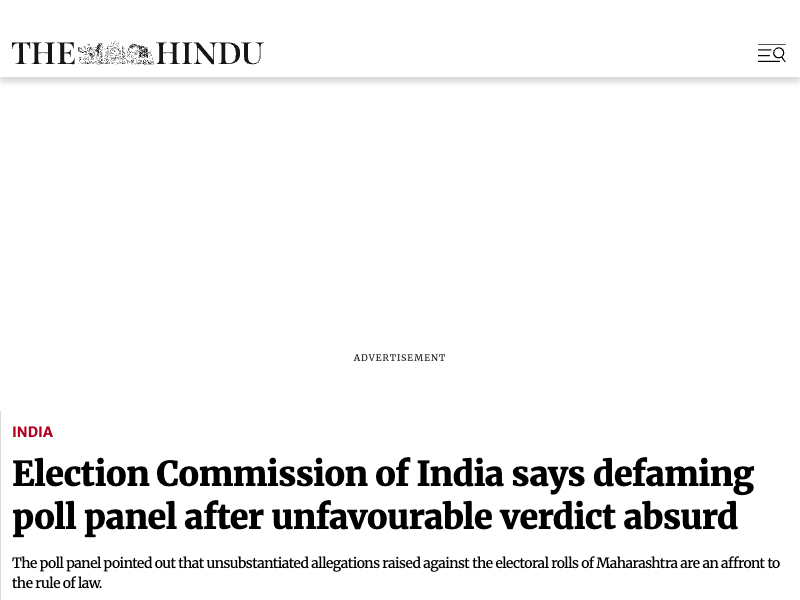 THE HINDU
ADVERTISEMENT
INDIA
Election Commission of India says defaming
poll panel after unfavourable verdict absurd
The poll panel pointed out that unsubstantiated allegations raised against the electoral rolls of Maharashtra are an affront to
the rule of law.